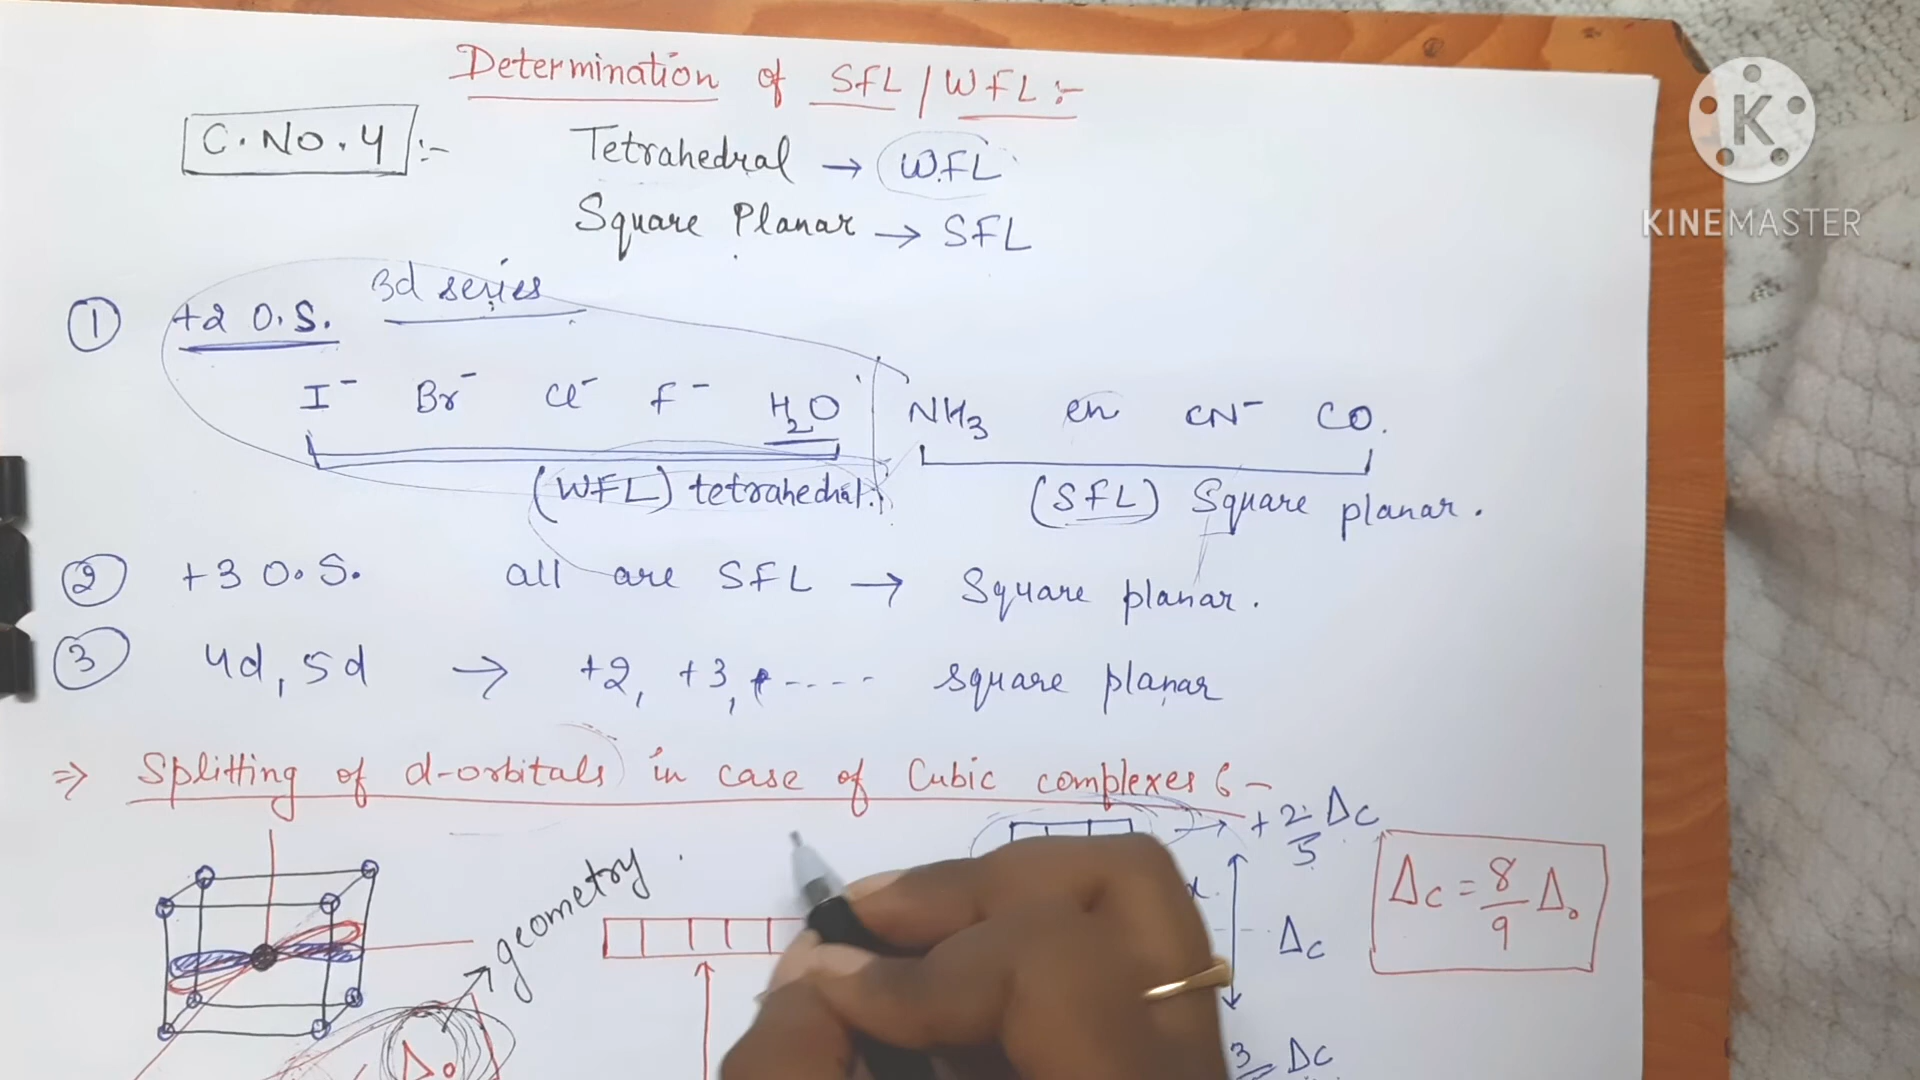 Determination of SFL / WFL :-
C.No.4 :- Tetrahedral → WFL
Square Planar → SFL
① +2 O.S. 3d series
I⁻ Br⁻ Cl⁻ F⁻ H₂O NH₃ en CN⁻ CO.
(WFL) tetrahedral. (SFL) Square planar.
② +3 O.S. all are SFL → Square planar.
③ 4d, 5d → +2, +3, ---- square planar
⇒ Splitting of d-orbitals in case of Cubic complexes :-
→ + 2/5 Δc
geometry
Δc
Δc = 8/9 Δ₀
Δ₀
3 Δc
K
KINEMASTER